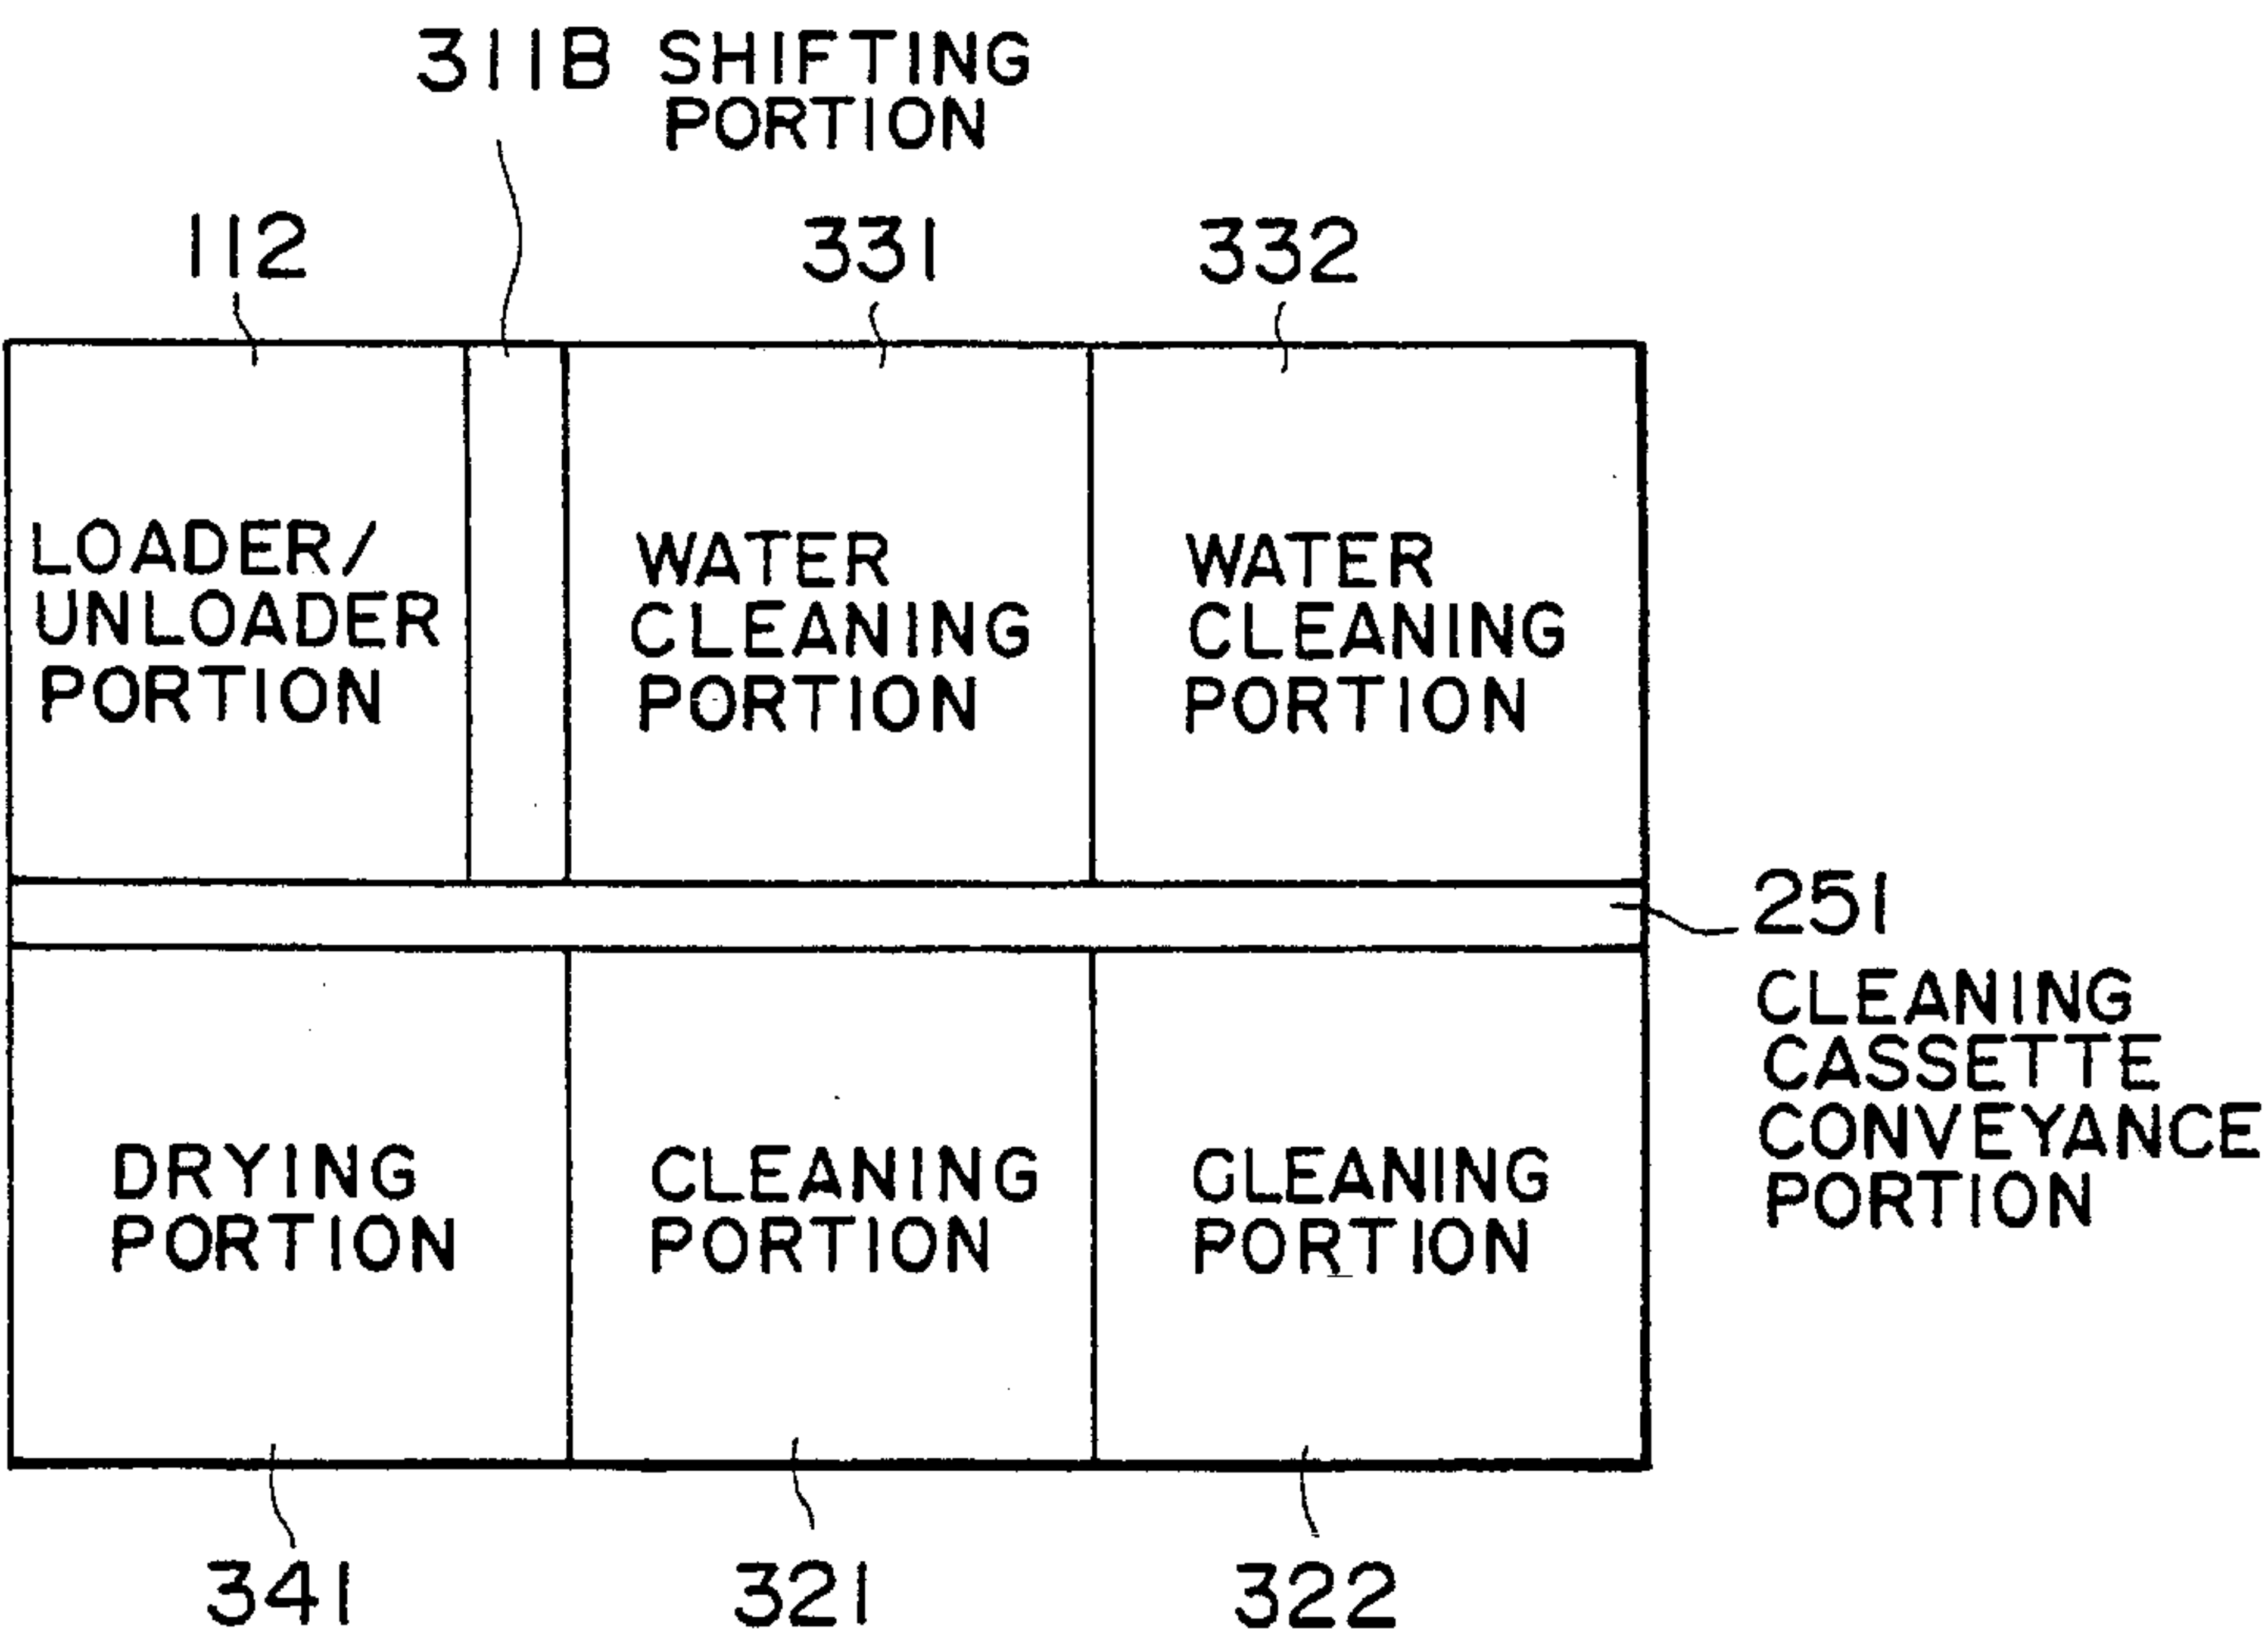 311B SHIFTING
PORTION
112
331
332
LOADER/
UNLOADER
PORTION
WATER
CLEANING
PORTION
WATER
CLEANING
PORTION
251
CLEANING
CASSETTE
CONVEYANCE
PORTION
DRYING
PORTION
CLEANING
PORTION
CLEANING
PORTION
341
321
322